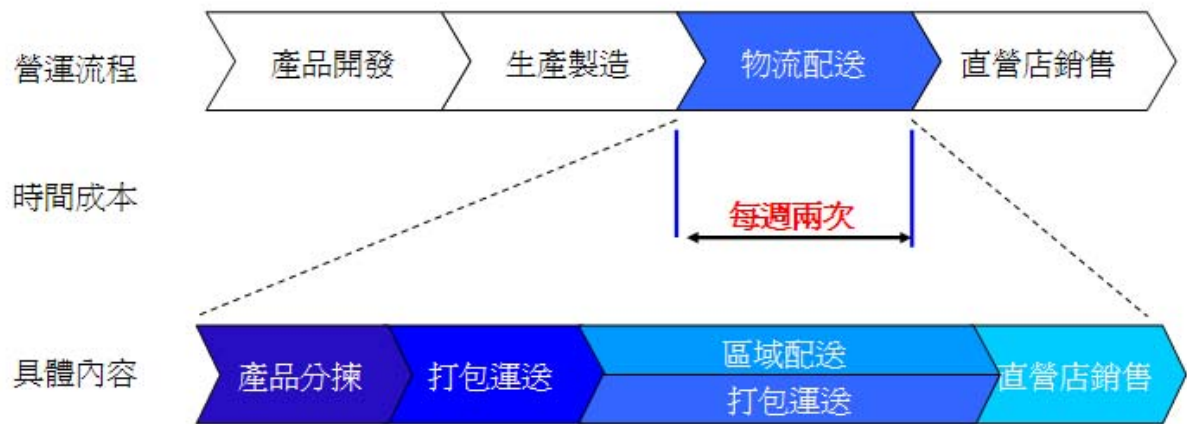 營運流程
產品開發
生產製造
物流配送
直營店銷售
時間成本
每週兩次
具體內容
產品分揀
打包運送
區域配送
打包運送
直營店銷售